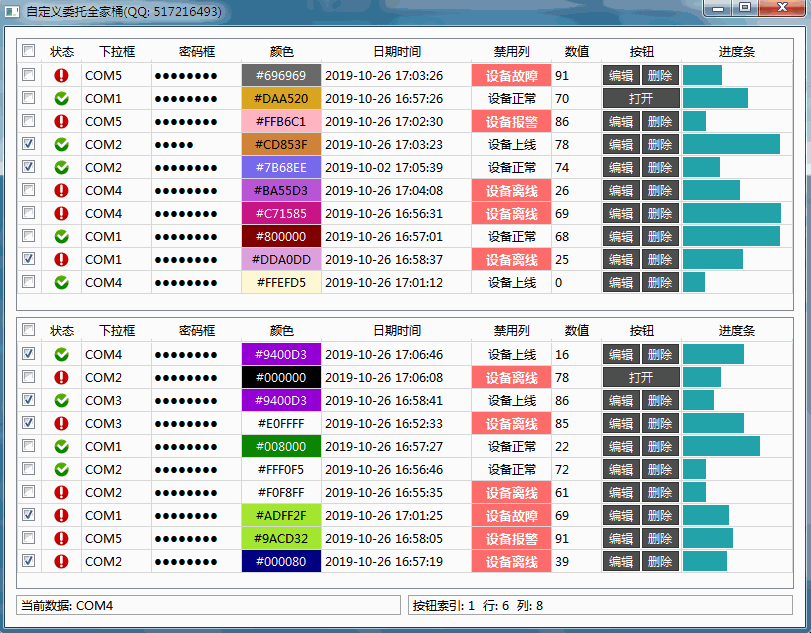 自定义委托全家桶(QQ: 517216493)
状态 下拉框 密码框 颜色 日期时间 禁用列 数值 按钮 进度条
COM5 ●●●●●●●● #696969 2019-10-26 17:03:26 设备故障 91 编辑 删除
COM1 ●●●●●●●● #DAA520 2019-10-26 16:57:26 设备正常 70 打开
COM5 ●●●●●●●● #FFB6C1 2019-10-26 17:02:30 设备报警 86 编辑 删除
COM2 ●●●●● #CD853F 2019-10-26 17:03:23 设备上线 78 编辑 删除
COM2 ●●●●●●●● #7B68EE 2019-10-02 17:05:39 设备正常 74 编辑 删除
COM4 ●●●●●●●● #BA55D3 2019-10-26 17:04:08 设备离线 26 编辑 删除
COM4 ●●●●●●●● #C71585 2019-10-26 16:56:31 设备离线 69 编辑 删除
COM1 ●●●●●●●● #800000 2019-10-26 16:57:01 设备正常 68 编辑 删除
COM1 ●●●●●●●● #DDA0DD 2019-10-26 16:58:37 设备离线 25 编辑 删除
COM4 ●●●●●●●● #FFEFD5 2019-10-26 17:01:12 设备上线 0 编辑 删除
状态 下拉框 密码框 颜色 日期时间 禁用列 数值 按钮 进度条
COM4 ●●●●●●●● #9400D3 2019-10-26 17:06:46 设备上线 16 编辑 删除
COM2 ●●●●●●●● #000000 2019-10-26 17:06:08 设备离线 78 打开
COM3 ●●●●●●●● #9400D3 2019-10-26 16:58:41 设备上线 86 编辑 删除
COM3 ●●●●●●●● #E0FFFF 2019-10-26 16:52:33 设备离线 85 编辑 删除
COM1 ●●●●●●●● #008000 2019-10-26 16:57:27 设备正常 22 编辑 删除
COM2 ●●●●●●●● #FFF0F5 2019-10-26 16:56:46 设备正常 72 编辑 删除
COM2 ●●●●●●●● #F0F8FF 2019-10-26 16:55:35 设备离线 61 编辑 删除
COM1 ●●●●●●●● #ADFF2F 2019-10-26 17:01:25 设备故障 69 编辑 删除
COM5 ●●●●●●●● #9ACD32 2019-10-26 16:58:05 设备报警 91 编辑 删除
COM2 ●●●●●●●● #000080 2019-10-26 16:57:19 设备离线 39 编辑 删除
当前数据: COM4 按钮索引: 1 行: 6 列: 8